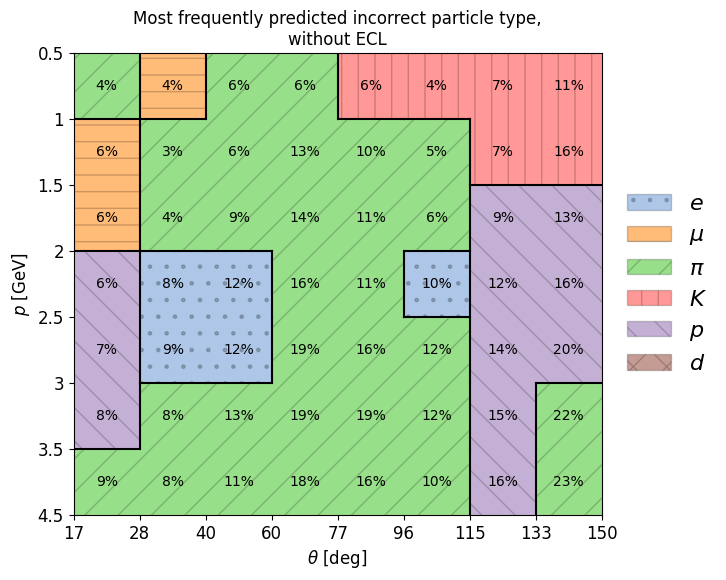 Most frequently predicted incorrect particle type,
without ECL
0.5
4% 4% 6% 6% 6% 4% 7% 11%
1
6% 3% 6% 13% 10% 5% 7% 16%
1.5
6% 4% 9% 14% 11% 6% 9% 13%
2
6% 8% 12% 16% 11% 10% 12% 16%
2.5
7% 9% 12% 19% 16% 12% 14% 20%
3
8% 8% 13% 19% 19% 12% 15% 22%
3.5
9% 8% 11% 18% 16% 10% 16% 23%
4.5
p [GeV]
17 28 40 60 77 96 115 133 150
θ [deg]
e
μ
π
K
p
d